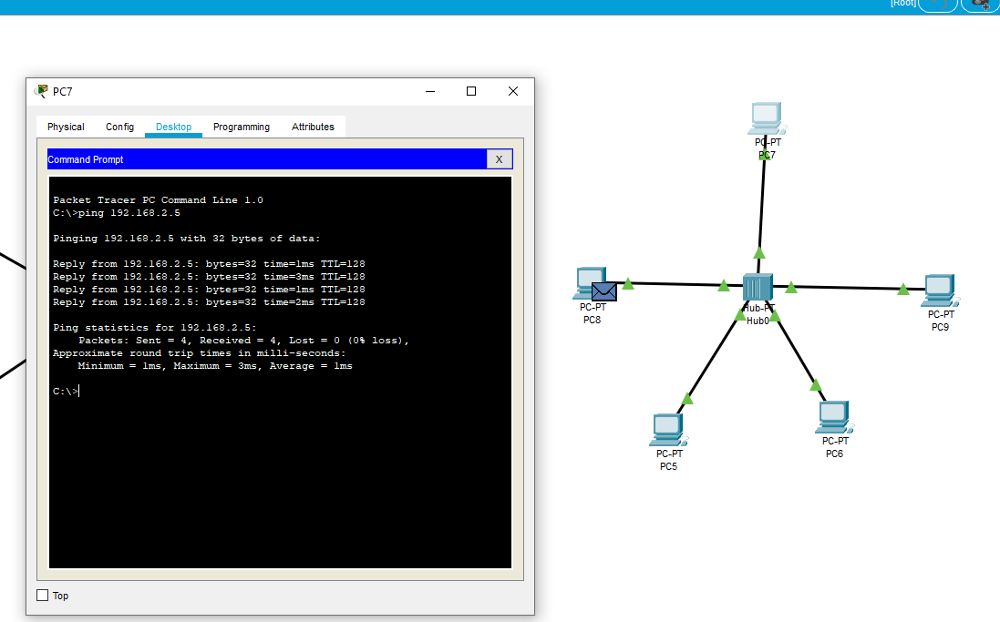 [Root]
PC7
Physical Config Desktop Programming Attributes
Command Prompt X
Packet Tracer PC Command Line 1.0
C:\>ping 192.168.2.5
Pinging 192.168.2.5 with 32 bytes of data:
Reply from 192.168.2.5: bytes=32 time=1ms TTL=128
Reply from 192.168.2.5: bytes=32 time=3ms TTL=128
Reply from 192.168.2.5: bytes=32 time=1ms TTL=128
Reply from 192.168.2.5: bytes=32 time=2ms TTL=128
Ping statistics for 192.168.2.5:
Packets: Sent = 4, Received = 4, Lost = 0 (0% loss),
Approximate round trip times in milli-seconds:
Minimum = 1ms, Maximum = 3ms, Average = 1ms
C:\>
Top
PC-PT
PC7
PC-PT
PC8
Hub-PT
Hub0
PC-PT
PC9
PC-PT
PC5
PC-PT
PC6